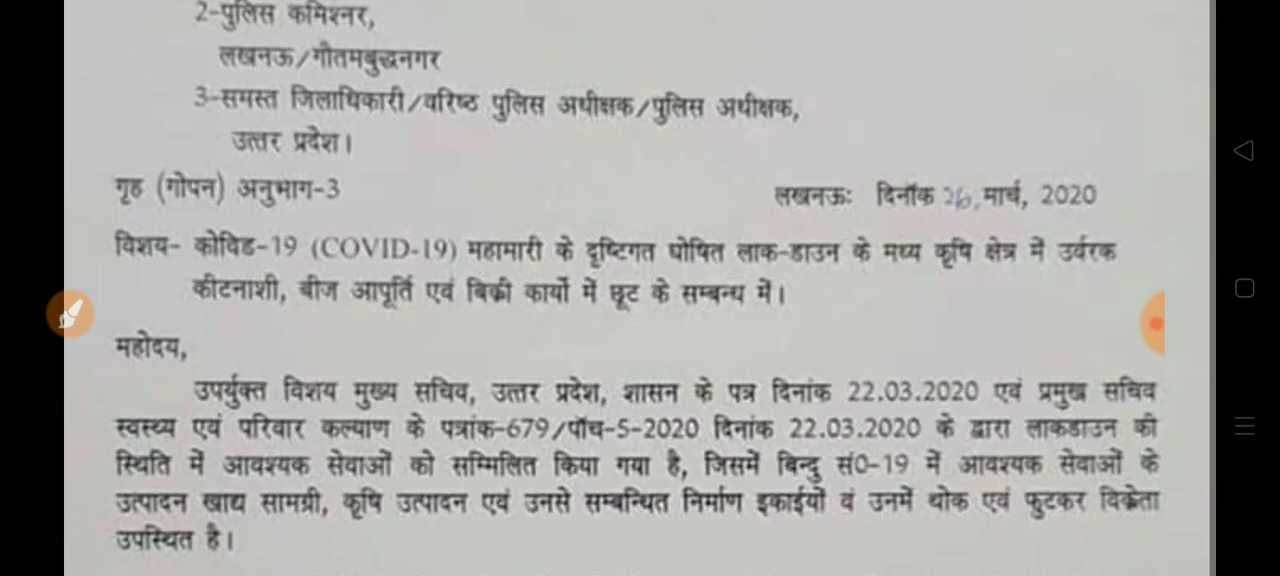 2-पुलिस कमिश्नर,
लखनऊ/गौतमबुद्धनगर
3-समस्त जिलाधिकारी/वरिष्ठ पुलिस अधीक्षक/पुलिस अधीक्षक,
उत्तर प्रदेश।
गृह (गोपन) अनुभाग-3 लखनऊः दिनॉक 26, मार्च, 2020
विशय- कोविड-19 (COVID-19) महामारी के दृष्टिगत घोषित लाक-डाउन के मध्य कृषि क्षेत्र में उर्वरक
कीटनाशी, बीज आपूर्ति एवं बिक्री कार्यो में छूट के सम्बन्ध में।
महोदय,
उपर्युक्त विशय मुख्य सचिव, उत्तर प्रदेश, शासन के पत्र दिनांक 22.03.2020 एवं प्रमुख सचिव
स्वस्थ्य एवं परिवार कल्याण के पत्रांक-679/पॉच-5-2020 दिनांक 22.03.2020 के द्वारा लाकडाउन की
स्थिति में आवश्यक सेवाओं को सम्मिलित किया गया है, जिसमें बिन्दु सं0-19 में आवश्यक सेवाओं के
उत्पादन खाद्य सामग्री, कृषि उत्पादन एवं उनसे सम्बन्धित निर्माण इकाईयों वं उनमें थोक एवं फुटकर विक्रेता
उपस्थित है।